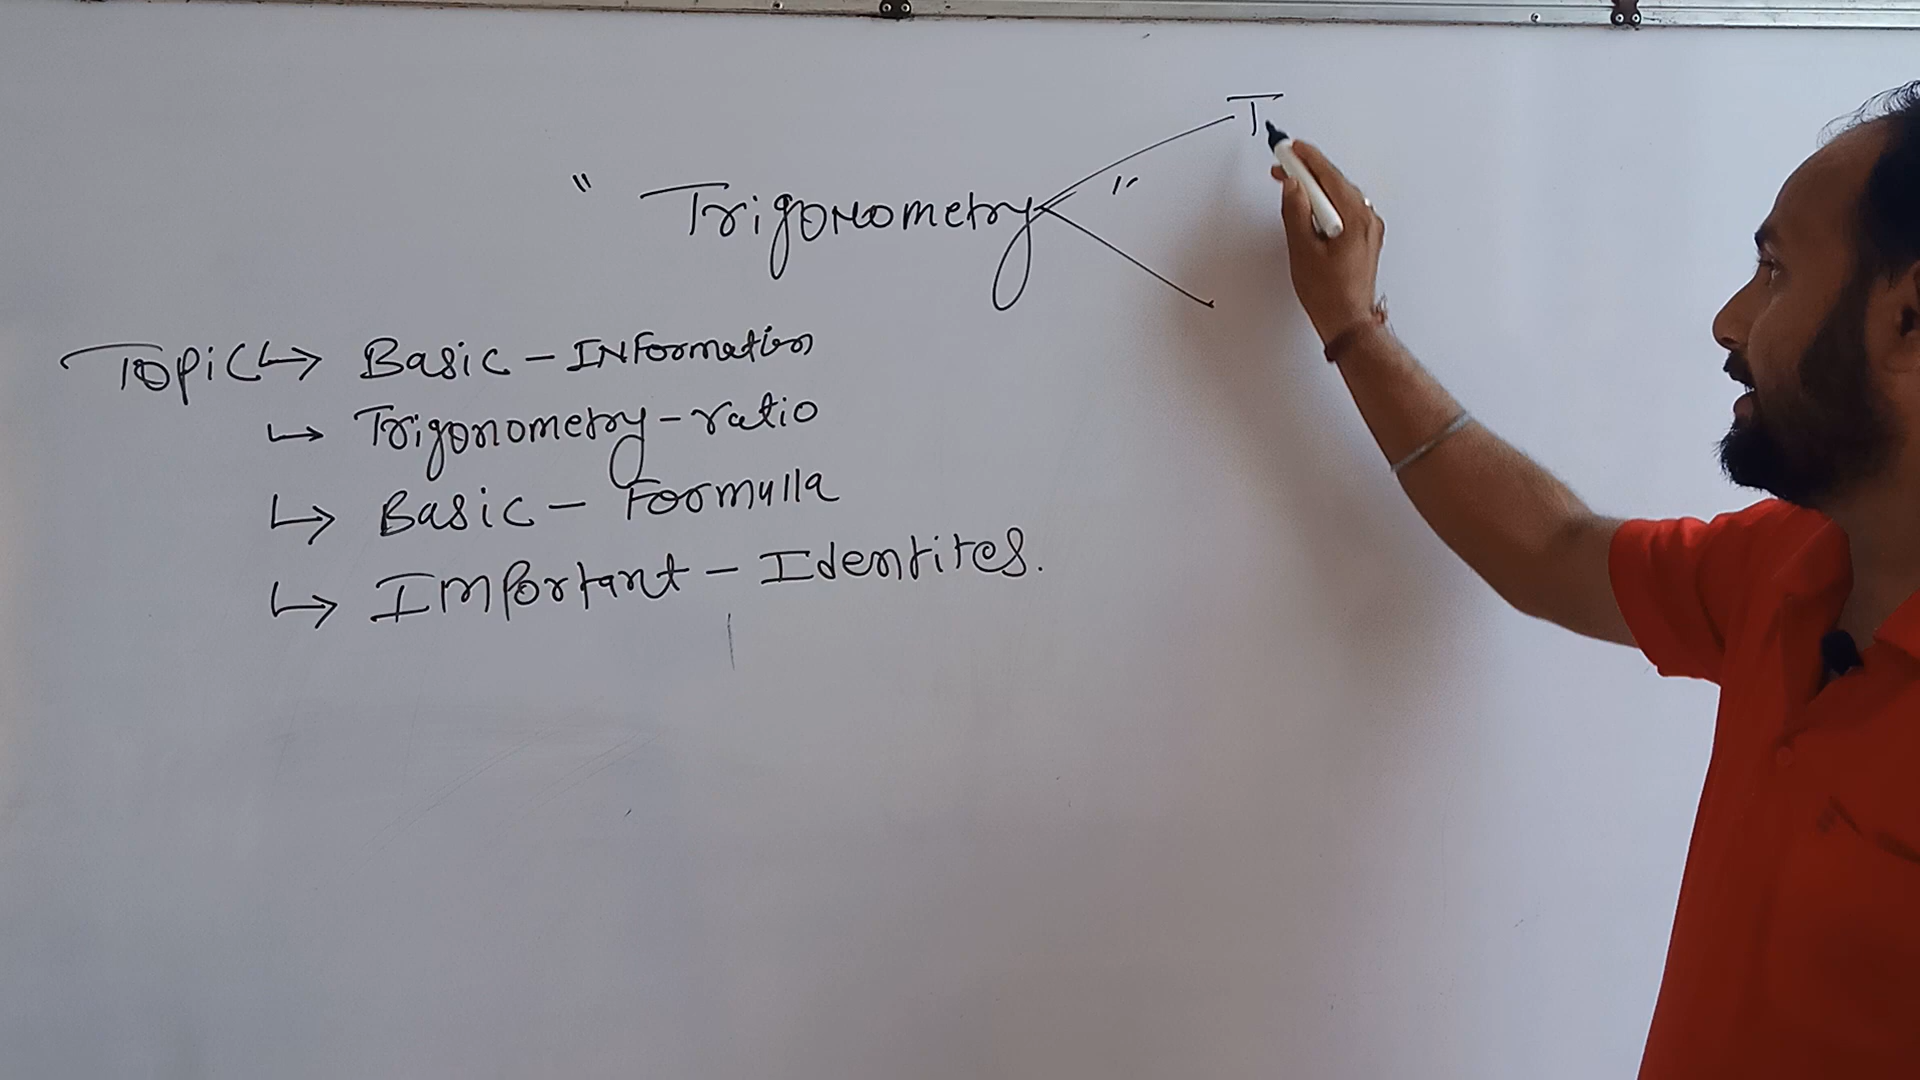 T
" Trigonometry "
Topic ↳ Basic - INFormation
↳ Trigonometry - ratio
↳ Basic - Formulla
↳ Important - Identites.